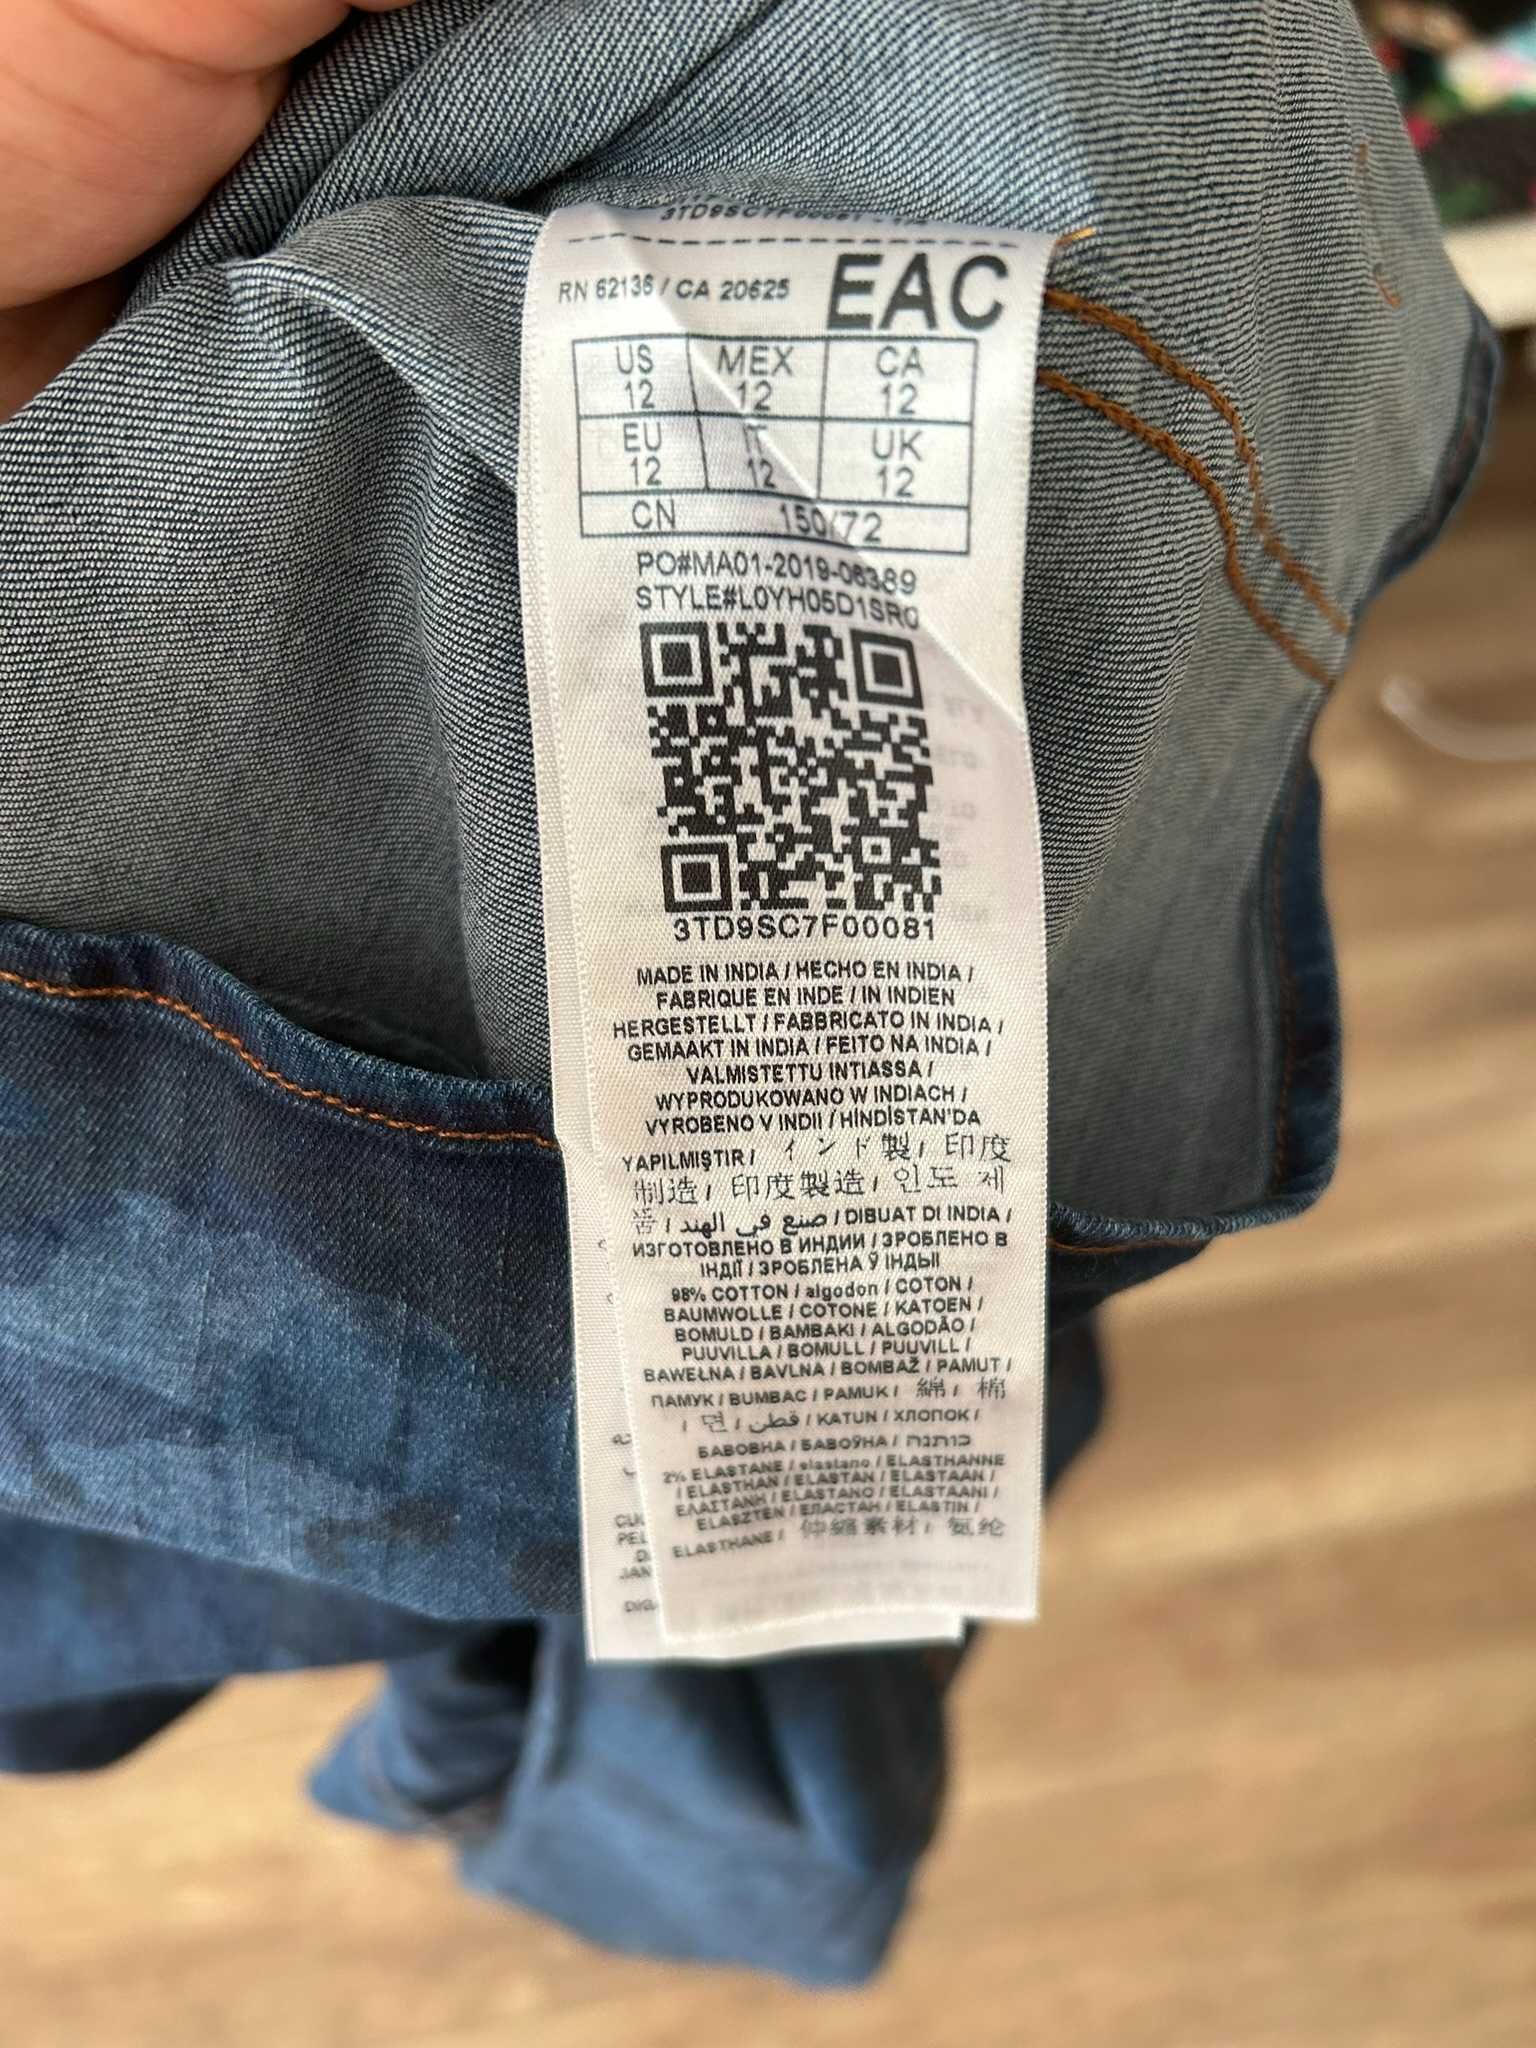 3TD9SC7F00081
RN 62136 / CA 20625
EAC
US MEX CA
12 12 12
EU IT UK
12 12 12
CN 150/72
PO#MA01-2019-06389
STYLE#L0YH05D1SR0
3TD9SC7F00081
MADE IN INDIA / HECHO EN INDIA /
FABRIQUE EN INDE / IN INDIEN
HERGESTELLT / FABBRICATO IN INDIA /
GEMAAKT IN INDIA / FEITO NA INDIA /
VALMISTETTU INTIASSA /
WYPRODUKOWANO W INDIACH /
VYROBENO V INDII / HİNDİSTAN'DA
YAPILMIŞTIR / インド製 / 印度
制造 / 印度製造 / 인도 제
품 / صنع في الهند / DIBUAT DI INDIA /
ИЗГОТОВЛЕНО В ИНДИИ / ЗРОБЛЕНО В
ІНДІЇ / ЗРОБЛЕНА Ў ІНДЫІ
98% COTTON / algodon / COTON /
BAUMWOLLE / COTONE / KATOEN /
BOMULD / BAMBAKI / ALGODÃO /
PUUVILLA / BOMULL / PUUVILL /
BAWEŁNA / BAVLNA / BOMBAŽ / PAMUT /
ПАМУК / BUMBAC / PAMUK / 綿 / 棉
/ 면 / قطن / KATUN / ХЛОПОК /
БАВОВНА / БАВОЎНА / כותנה
2% ELASTANE / elastano / ELASTHANNE
/ ELASTHAN / ELASTAN / ELASTAAN /
ΕΛΑΣΤΑΝΗ / ELASTANO / ELASTAANI /
ELASZTEN / ЕЛАСТАН / ELASTIN /
ELASTHANE / 伸縮素材 / 氨纶